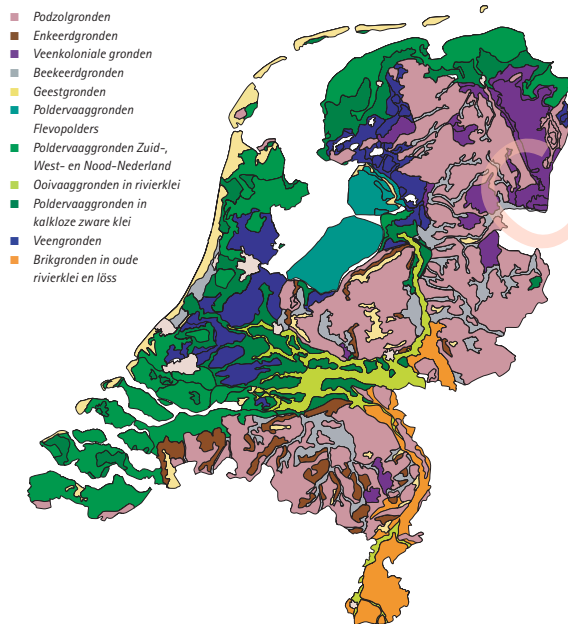 Podzolgronden
Enkeerdgronden
Veenkoloniale gronden
Beekeerdgronden
Geestgronden
Poldervaaggronden
Flevopolders
Poldervaaggronden Zuid-,
West- en Nood-Nederland
Ooivaaggronden in rivierklei
Poldervaaggronden in
kalkloze zware klei
Veengronden
Brikgronden in oude
rivierklei en löss